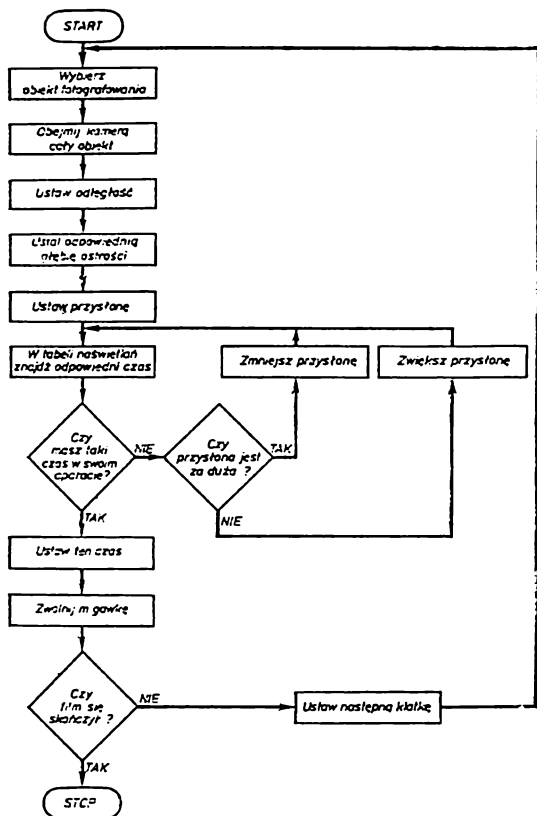 START
Wybierz
obiekt fotografowania
Obejmij kamerą
cały obiekt
Ustaw odległość
Ustal odpowiednią
głębię ostrości
Ustaw przysłonę
W tabeli naświetlań
znajdź odpowiedni czas
Zmniejsz przysłonę
Zwiększ przysłonę
Czy
masz taki
czas w swoim
aparacie?
NIE
Czy
przysłona jest
za duża ?
TAK
NIE
TAK
Ustaw ten czas
Zwolnij migawkę
Czy
film się
skończył ?
NIE
Ustaw następną klatkę
TAK
STOP